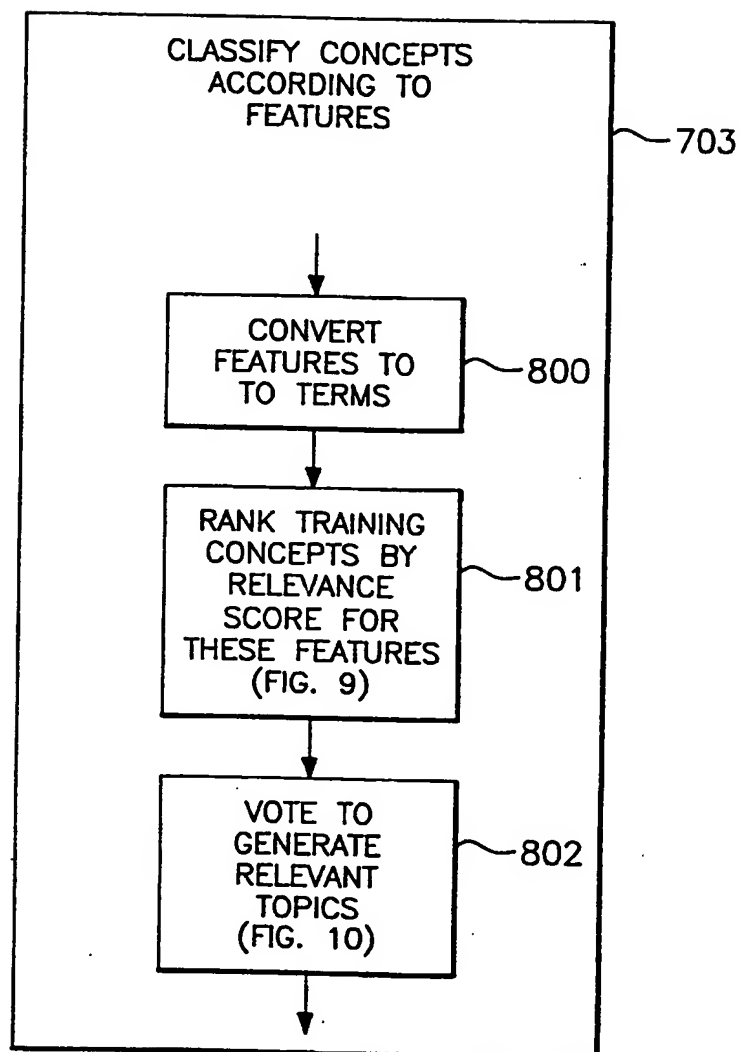 CLASSIFY CONCEPTS
ACCORDING TO
FEATURES
703
CONVERT
FEATURES TO
TO TERMS
800
RANK TRAINING
CONCEPTS BY
RELEVANCE
SCORE FOR
THESE FEATURES
(FIG. 9)
801
VOTE TO
GENERATE
RELEVANT
TOPICS
(FIG. 10)
802